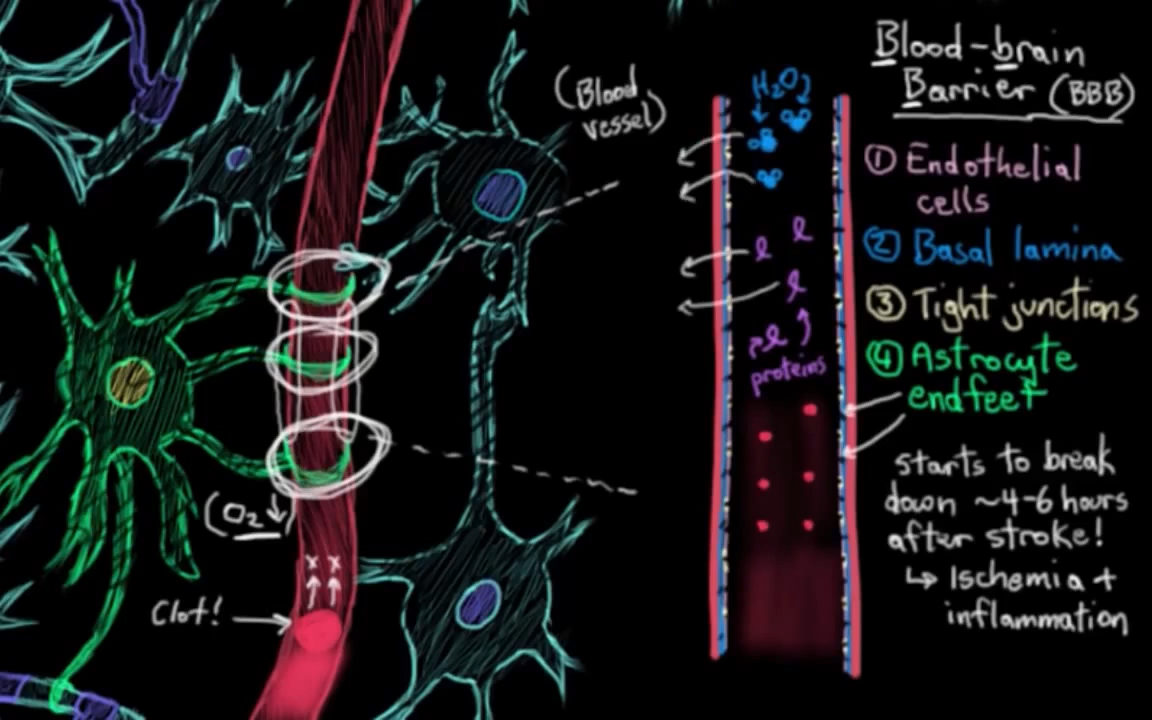 Blood-brain
Barrier (BBB)
(Blood
vessel)
H₂O
① Endothelial
cells
② Basal lamina
③ Tight junctions
④ Astrocyte
endfeet
proteins
starts to break
down ~4-6 hours
after stroke!
↳ Ischemia +
inflammation
(O₂↓)
x x
Clot!